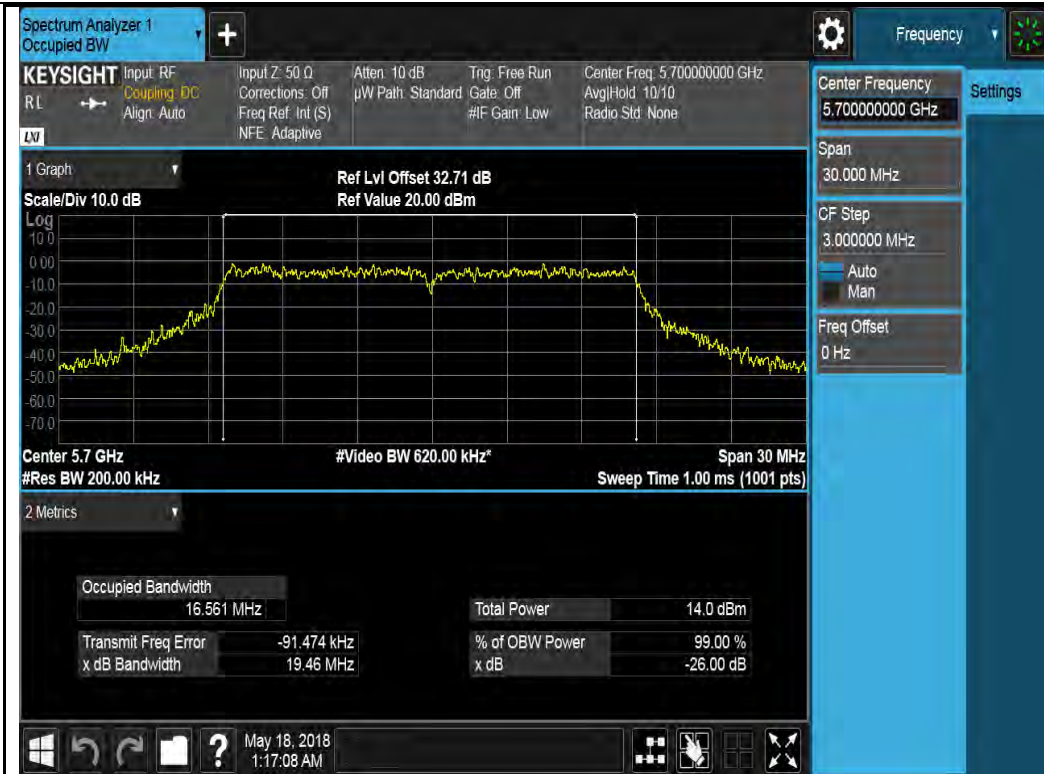 Spectrum Analyzer 1
Occupied BW
+
Frequency
KEYSIGHT
RL
LXI
Input: RF
Coupling: DC
Align: Auto
Input Z: 50 Ω
Corrections: Off
Freq Ref: Int (S)
NFE: Adaptive
Atten: 10 dB
µW Path: Standard
Trig: Free Run
Gate: Off
#IF Gain: Low
Center Freq: 5.700000000 GHz
Avg|Hold: 10/10
Radio Std: None
Center Frequency
5.700000000 GHz
Settings
Span
30.000 MHz
CF Step
3.000000 MHz
Auto
Man
Freq Offset
0 Hz
1 Graph
Scale/Div 10.0 dB
Ref Lvl Offset 32.71 dB
Ref Value 20.00 dBm
Log
10.0
0.00
-10.0
-20.0
-30.0
-40.0
-50.0
-60.0
-70.0
Center 5.7 GHz
#Video BW 620.00 kHz*
Span 30 MHz
#Res BW 200.00 kHz
Sweep Time 1.00 ms (1001 pts)
2 Metrics
Occupied Bandwidth
16.561 MHz
Total Power 14.0 dBm
Transmit Freq Error -91.474 kHz
% of OBW Power 99.00 %
x dB Bandwidth 19.46 MHz
x dB -26.00 dB
?
May 18, 2018
1:17:08 AM